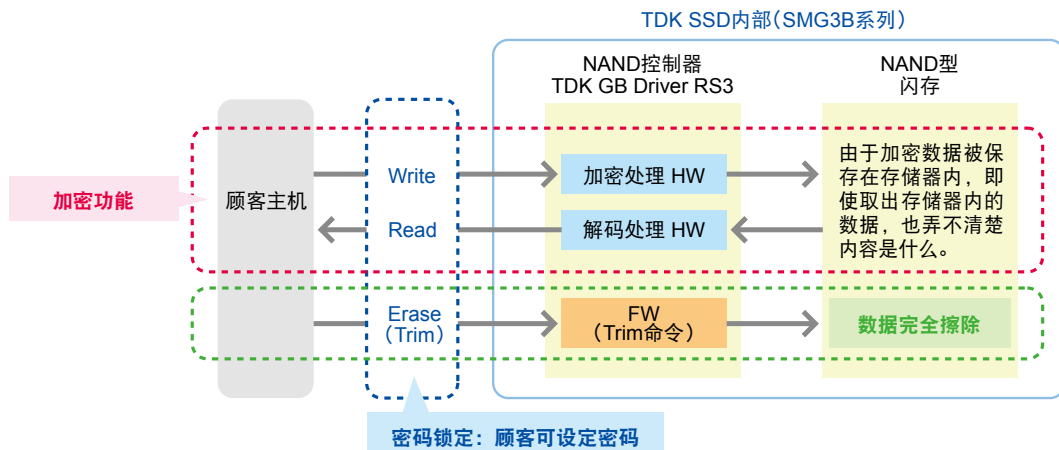 TDK SSD内部（SMG3B系列）
NAND控制器
TDK GB Driver RS3
NAND型
闪存
加密功能
顾客主机
Write
加密处理 HW
Read
解码处理 HW
由于加密数据被保
存在存储器内，即
使取出存储器内的
数据，也弄不清楚
内容是什么。
Erase
（Trim）
FW
（Trim命令）
数据完全擦除
密码锁定：顾客可设定密码